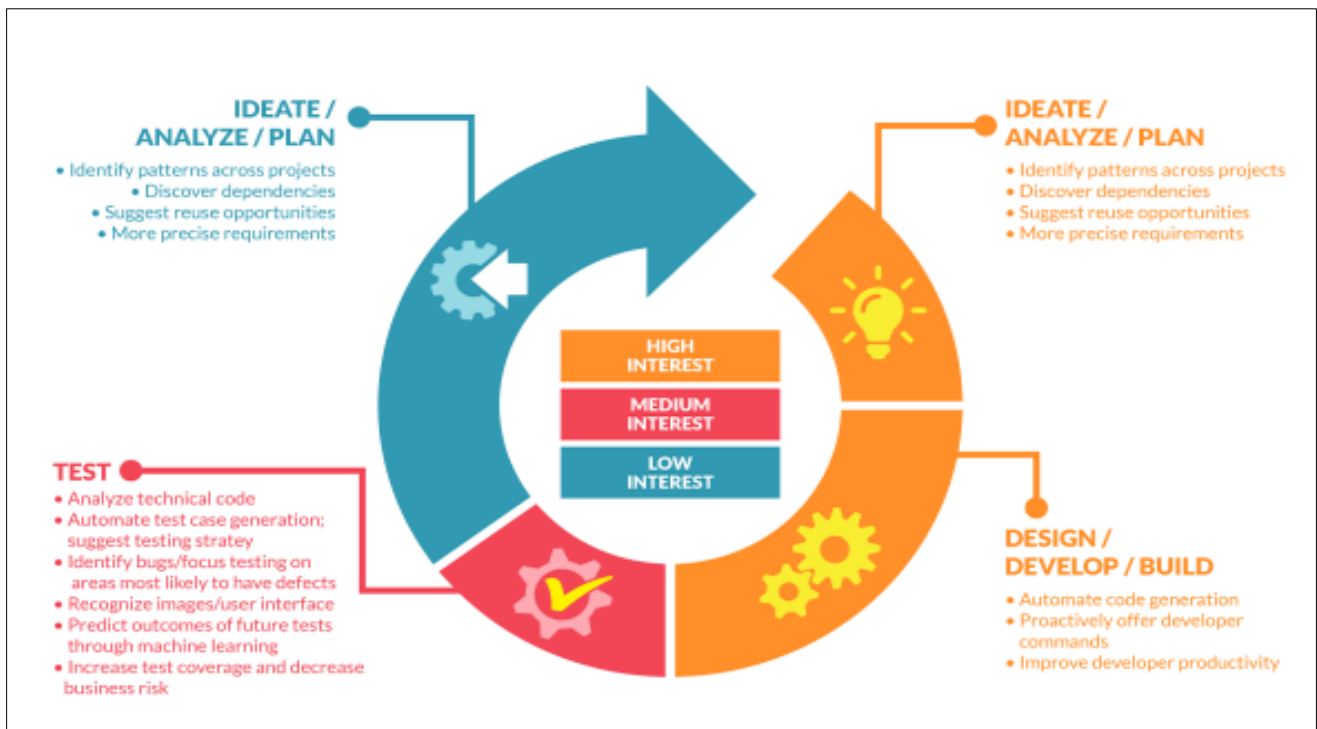 IDEATE /
ANALYZE / PLAN
• Identify patterns across projects
• Discover dependencies
• Suggest reuse opportunities
• More precise requirements
IDEATE /
ANALYZE / PLAN
• Identify patterns across projects
• Discover dependencies
• Suggest reuse opportunities
• More precise requirements
HIGH
INTEREST
MEDIUM
INTEREST
LOW
INTEREST
TEST
• Analyze technical code
• Automate test case generation;
suggest testing stratey
• Identify bugs/focus testing on
areas most likely to have defects
• Recognize images/user interface
• Predict outcomes of future tests
through machine learning
• Increase test coverage and decrease
business risk
DESIGN /
DEVELOP / BUILD
• Automate code generation
• Proactively offer developer
commands
• Improve developer productivity